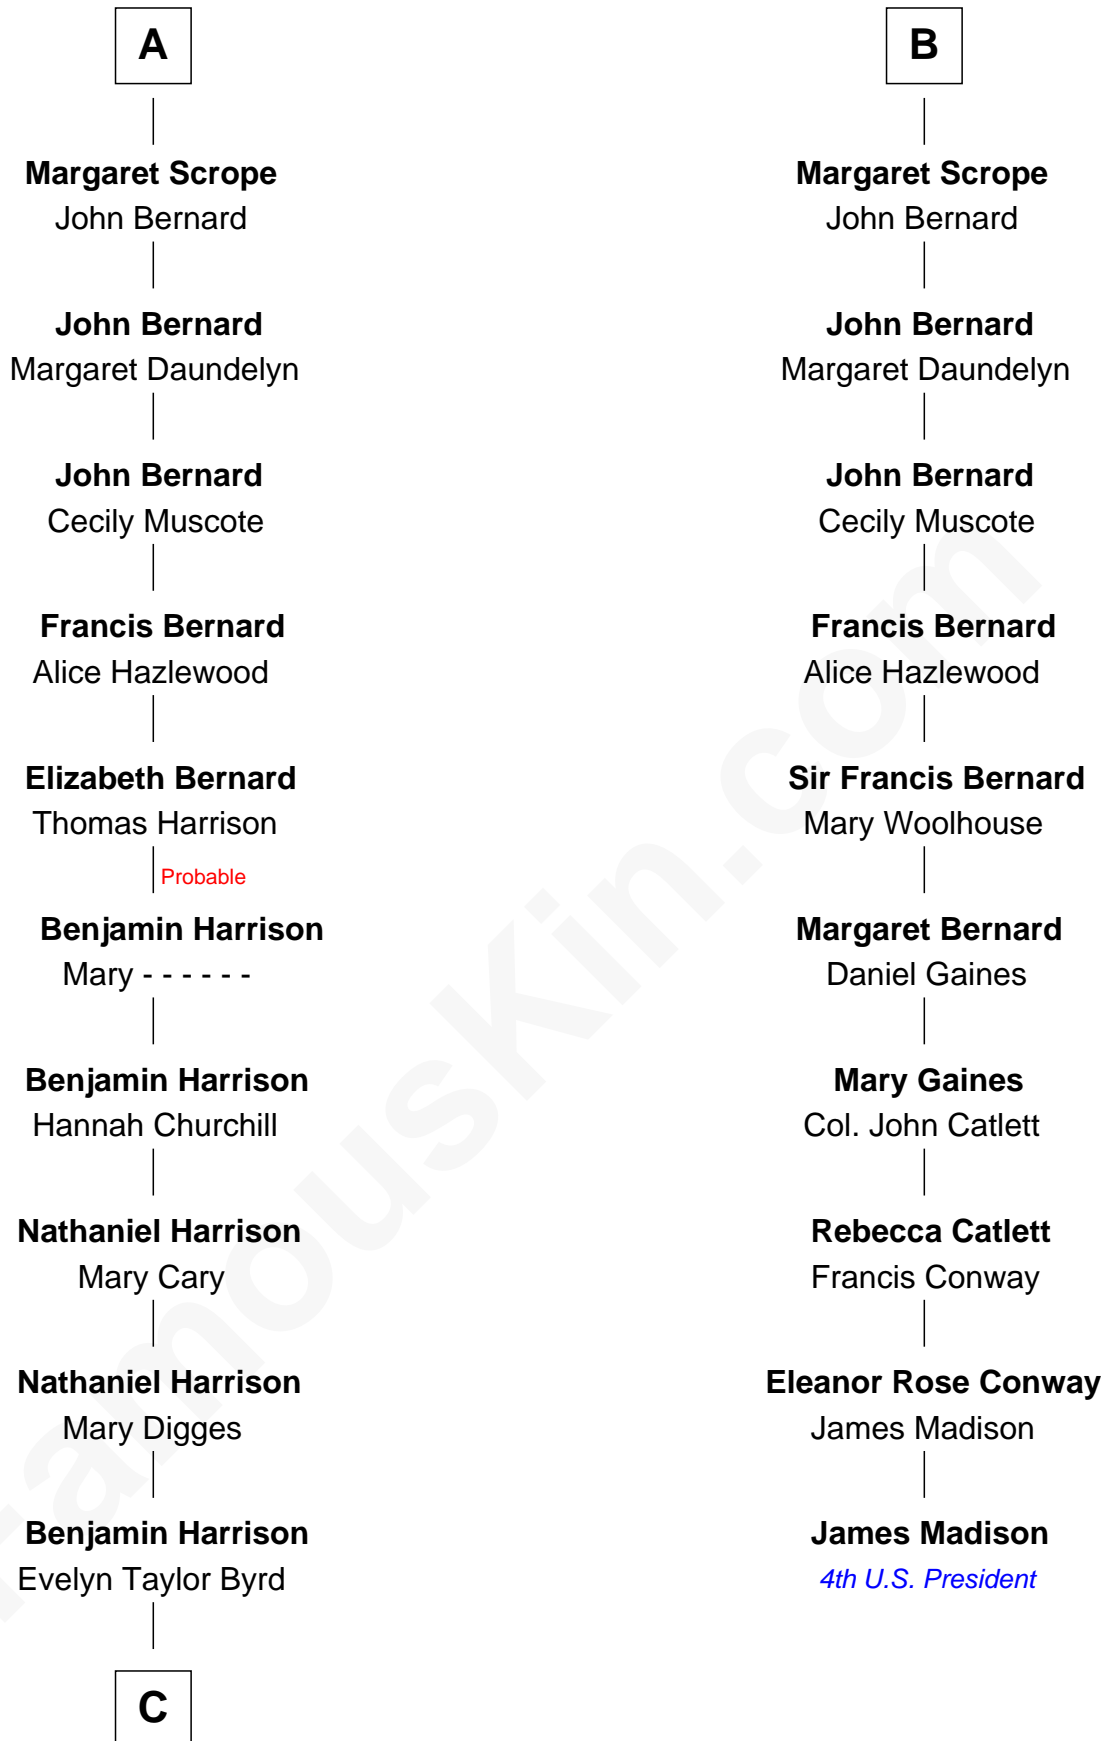 A
Margaret Scrope
John Bernard
John Bernard
Margaret Daundelyn
John Bernard
Cecily Muscote
Francis Bernard
Alice Hazlewood
Elizabeth Bernard
Thomas Harrison
Probable
Benjamin Harrison
Mary - - - - - -
Benjamin Harrison
Hannah Churchill
Nathaniel Harrison
Mary Cary
Nathaniel Harrison
Mary Digges
Benjamin Harrison
Evelyn Taylor Byrd
C
B
Margaret Scrope
John Bernard
John Bernard
Margaret Daundelyn
John Bernard
Cecily Muscote
Francis Bernard
Alice Hazlewood
Sir Francis Bernard
Mary Woolhouse
Margaret Bernard
Daniel Gaines
Mary Gaines
Col. John Catlett
Rebecca Catlett
Francis Conway
Eleanor Rose Conway
James Madison
James Madison
4th U.S. President
FamousKin.com